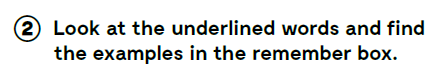 ② Look at the underlined words and find
the examples in the remember box.